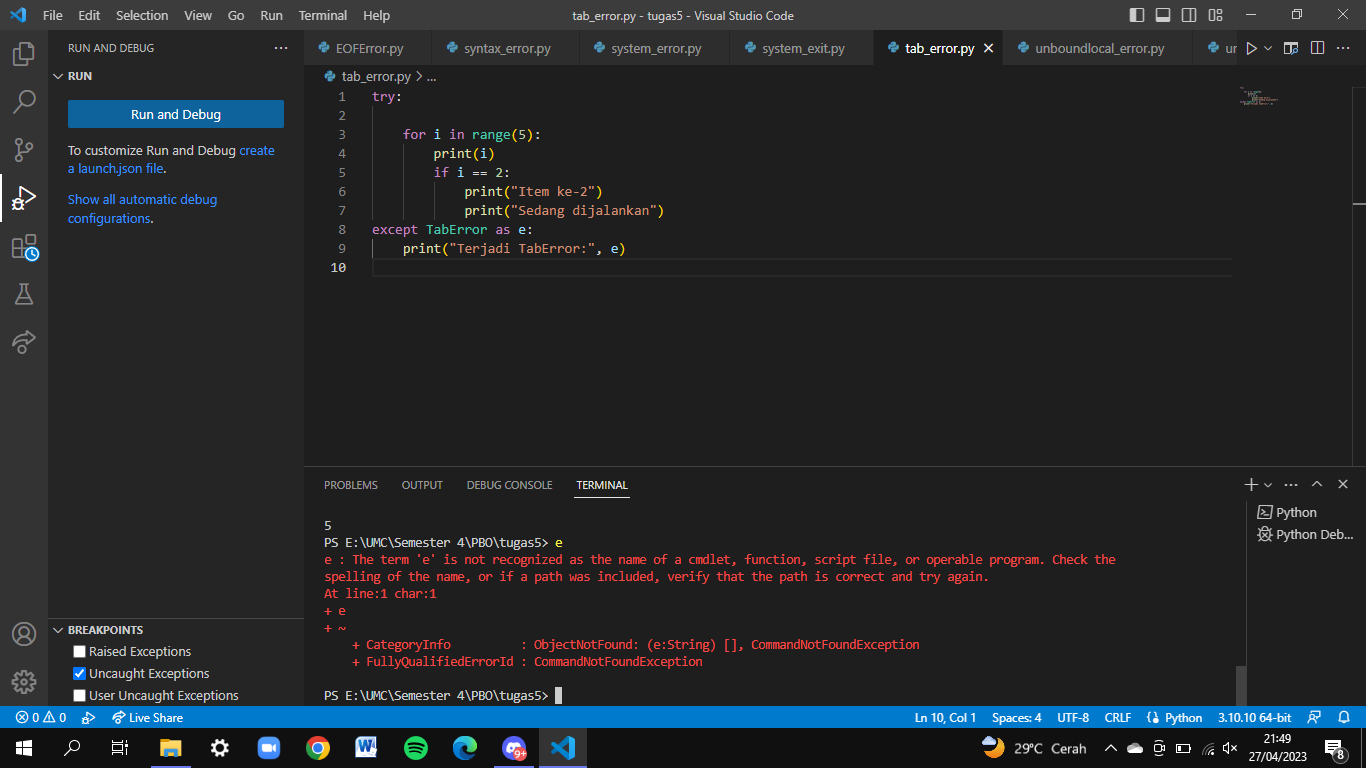 File Edit Selection View Go Run Terminal Help
tab_error.py - tugas5 - Visual Studio Code
RUN AND DEBUG
RUN
Run and Debug
To customize Run and Debug create
a launch.json file.
Show all automatic debug
configurations.
BREAKPOINTS
Raised Exceptions
Uncaught Exceptions
User Uncaught Exceptions
EOFError.py syntax_error.py system_error.py system_exit.py tab_error.py unboundlocal_error.py ur
tab_error.py > ...
1 try:
2
3 for i in range(5):
4 print(i)
5 if i == 2:
6 print("Item ke-2")
7 print("Sedang dijalankan")
8 except TabError as e:
9 print("Terjadi TabError:", e)
10
PROBLEMS OUTPUT DEBUG CONSOLE TERMINAL
Python
Python Deb...
5
PS E:\UMC\Semester 4\PBO\tugas5> e
e : The term 'e' is not recognized as the name of a cmdlet, function, script file, or operable program. Check the
spelling of the name, or if a path was included, verify that the path is correct and try again.
At line:1 char:1
+ e
+ ~
+ CategoryInfo : ObjectNotFound: (e:String) [], CommandNotFoundException
+ FullyQualifiedErrorId : CommandNotFoundException
PS E:\UMC\Semester 4\PBO\tugas5>
0 0 Live Share Ln 10, Col 1 Spaces: 4 UTF-8 CRLF Python 3.10.10 64-bit
9+ 29°C Cerah 21:49
27/04/2023 8